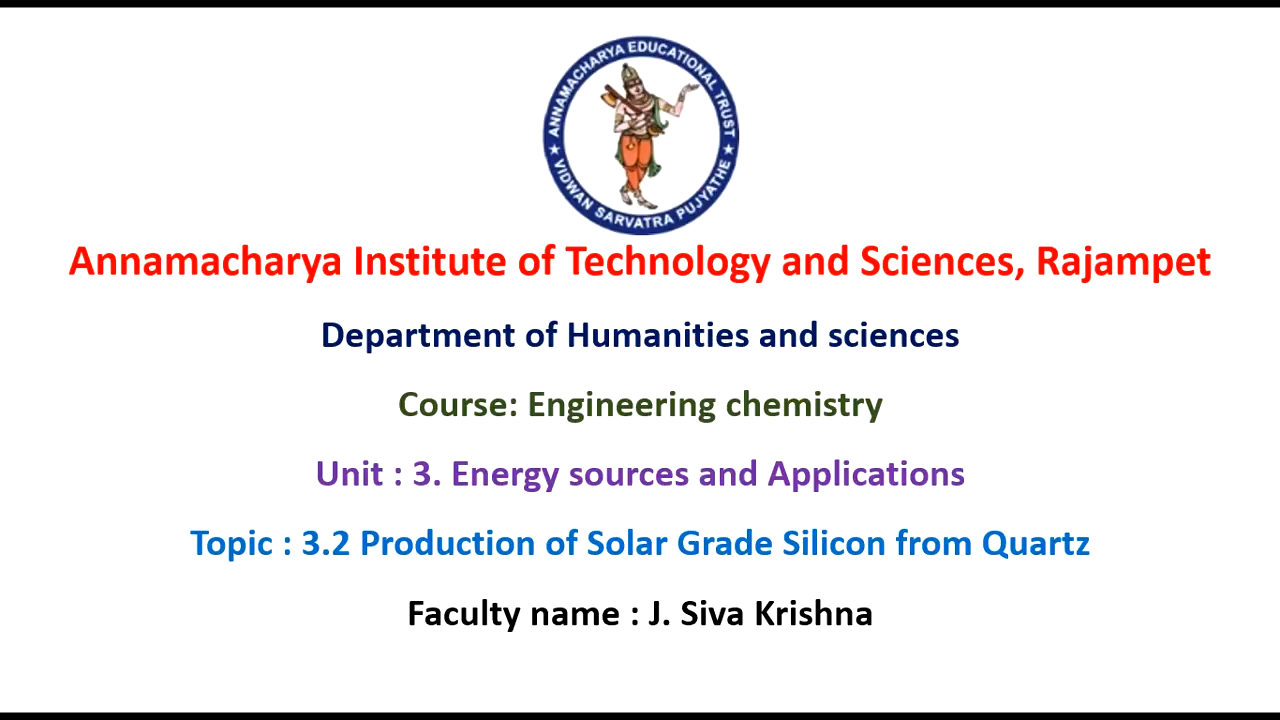 ANNAMACHARYA EDUCATIONAL TRUST
★ VIDWAN SARVATRA PUJYATHE ★
Annamacharya Institute of Technology and Sciences, Rajampet
Department of Humanities and sciences
Course: Engineering chemistry
Unit : 3. Energy sources and Applications
Topic : 3.2 Production of Solar Grade Silicon from Quartz
Faculty name : J. Siva Krishna